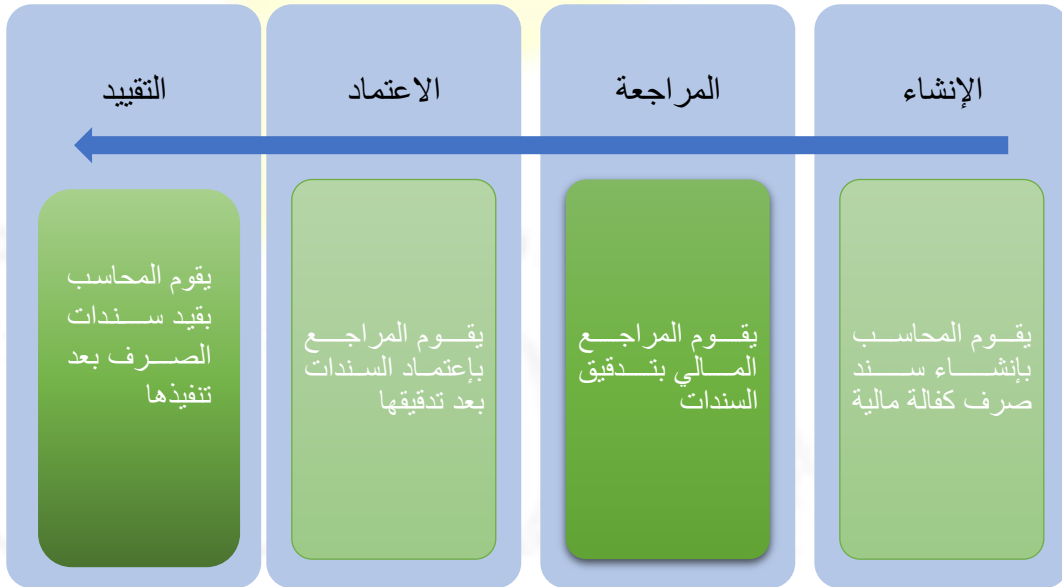 الإنشاء
يقوم المحاسب
بإنشاء سند
صرف كفالة مالية
المراجعة
يقوم المراجع
المالي بتدقيق
السندات
الاعتماد
يقوم المراجع
بإعتماد السندات
بعد تدقيقها
التقييد
يقوم المحاسب
بقيد سندات
الصرف بعد
تنفيذها